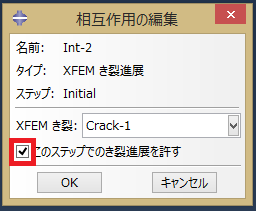 相互作用の編集
名前: Int-2
タイプ: XFEM き裂進展
ステップ: Initial
XFEM き裂: Crack-1
このステップでのき裂進展を許す
OK キャンセル